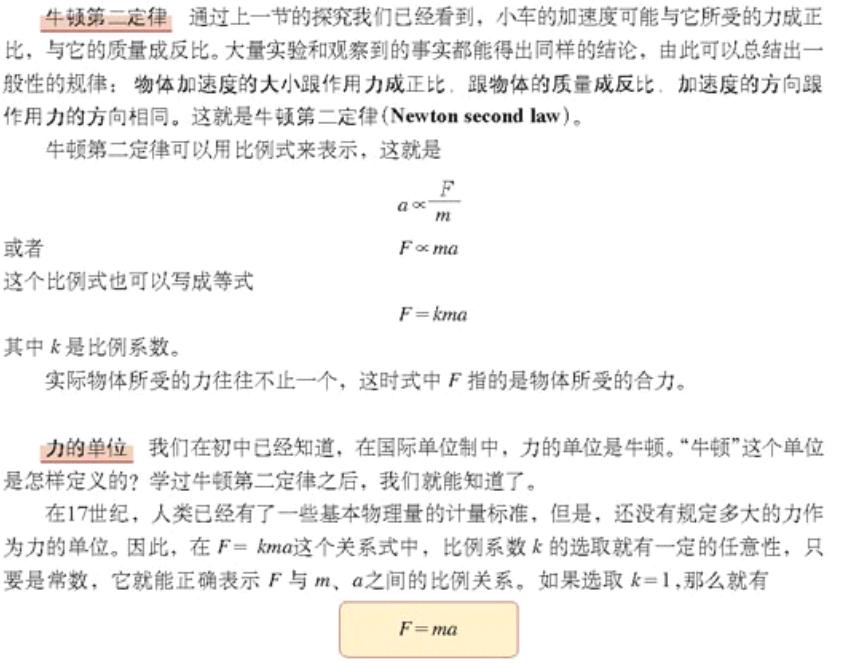 牛顿第二定律 通过上一节的探究我们已经看到，小车的加速度可能与它所受的力成正
比，与它的质量成反比。大量实验和观察到的事实都能得出同样的结论，由此可以总结出一
般性的规律：物体加速度的大小跟作用力成正比，跟物体的质量成反比，加速度的方向跟
作用力的方向相同。这就是牛顿第二定律(Newton second law)。
牛顿第二定律可以用比例式来表示，这就是
a∝F/m
或者 F∝ma
这个比例式也可以写成等式
F=kma
其中 k 是比例系数。
实际物体所受的力往往不止一个，这时式中 F 指的是物体所受的合力。
力的单位 我们在初中已经知道，在国际单位制中，力的单位是牛顿。“牛顿”这个单位
是怎样定义的？学过牛顿第二定律之后，我们就能知道了。
在17世纪，人类已经有了一些基本物理量的计量标准，但是，还没有规定多大的力作
为力的单位。因此，在 F= kma这个关系式中，比例系数 k 的选取就有一定的任意性，只
要是常数，它就能正确表示 F 与 m、a之间的比例关系。如果选取 k=1,那么就有
F=ma